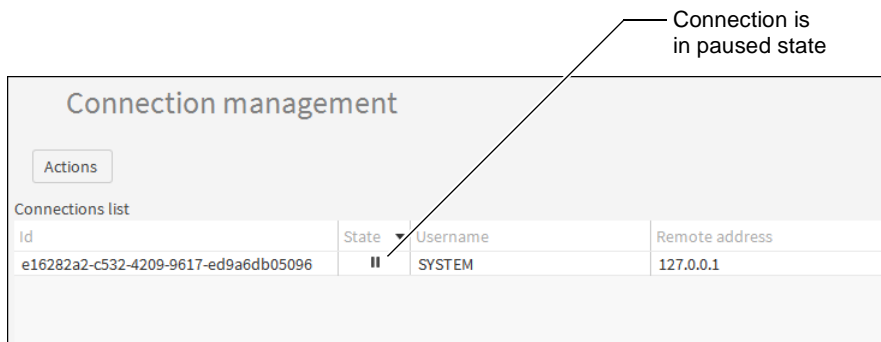 Connection is
in paused state
Connection management
Actions
Connections list
Id State Username Remote address
e16282a2-c532-4209-9617-ed9a6db05096 SYSTEM 127.0.0.1